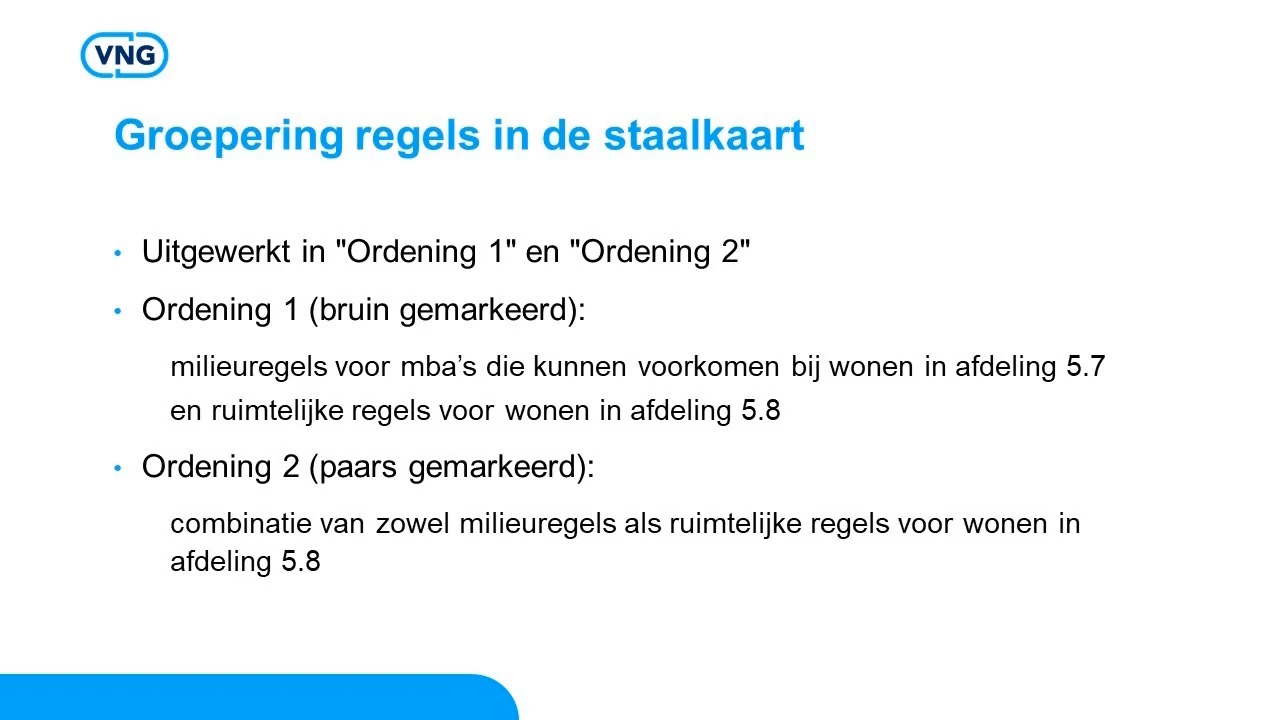 VNG
Groepering regels in de staalkaart
• Uitgewerkt in "Ordening 1" en "Ordening 2"
• Ordening 1 (bruin gemarkeerd):
milieuregels voor mba’s die kunnen voorkomen bij wonen in afdeling 5.7
en ruimtelijke regels voor wonen in afdeling 5.8
• Ordening 2 (paars gemarkeerd):
combinatie van zowel milieuregels als ruimtelijke regels voor wonen in
afdeling 5.8